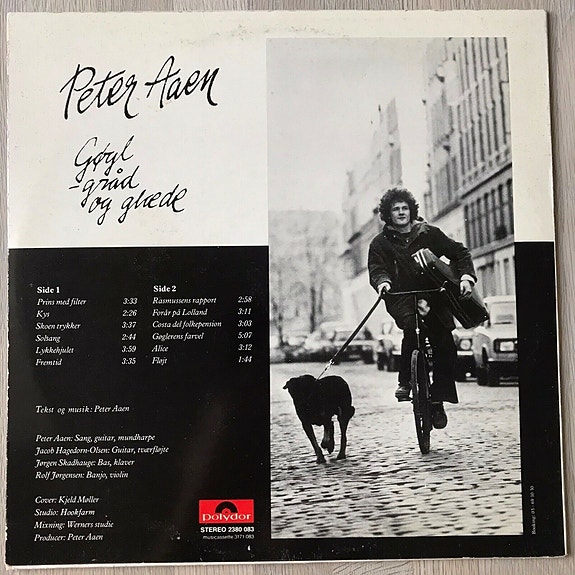 Peter Aaen
Gøgl
-gråd
og glæde
Side 1
Prins med filter 3:33
Kys 2:26
Skoen trykker 3:37
Solsang 2:44
Lykkehjulet 3:59
Fremtid 3:35
Side 2
Rasmussens rapport 2:58
Forår på Lolland 3:11
Costa del folkepension 3:03
Gøglerens farvel 5:07
Alice 3:12
Fløjt 1:44
Tekst og musik: Peter Aaen
Peter Aaen: Sang, guitar, mundharpe
Jacob Hagedorn-Olsen: Guitar, tværfløjte
Jørgen Skadhauge: Bas, klaver
Rolf Jørgensen: Banjo, violin
Cover: Kjeld Møller
Studio: Hookfarm
Mixning: Werners studie
Producer: Peter Aaen
polydor
STEREO 2380 083
musicassette 3171 083